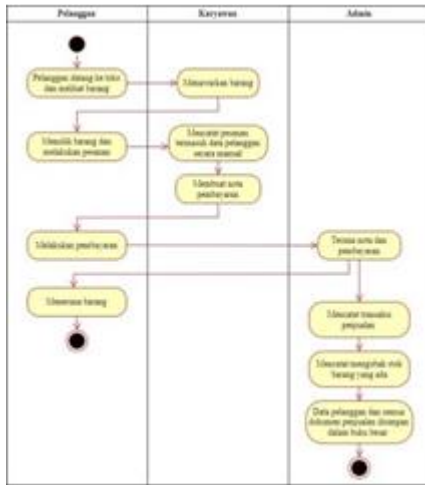 Pelanggan
Karyawan
Admin
Pelanggan datang ke toko
dan melihat barang
Menawarkan barang
Memilih barang dan
melakukan pesanan
Mencatat pesanan
termasuk data pelanggan
secara manual
Membuat nota
pembayaran
Melakukan pembayaran
Terima nota dan
pembayaran
Menerima barang
Mencatat transaksi
penjualan
Mencatat mengubah stok
barang yang ada
Data pelanggan dan semua
dokumen penjualan disimpan
dalam buku besar